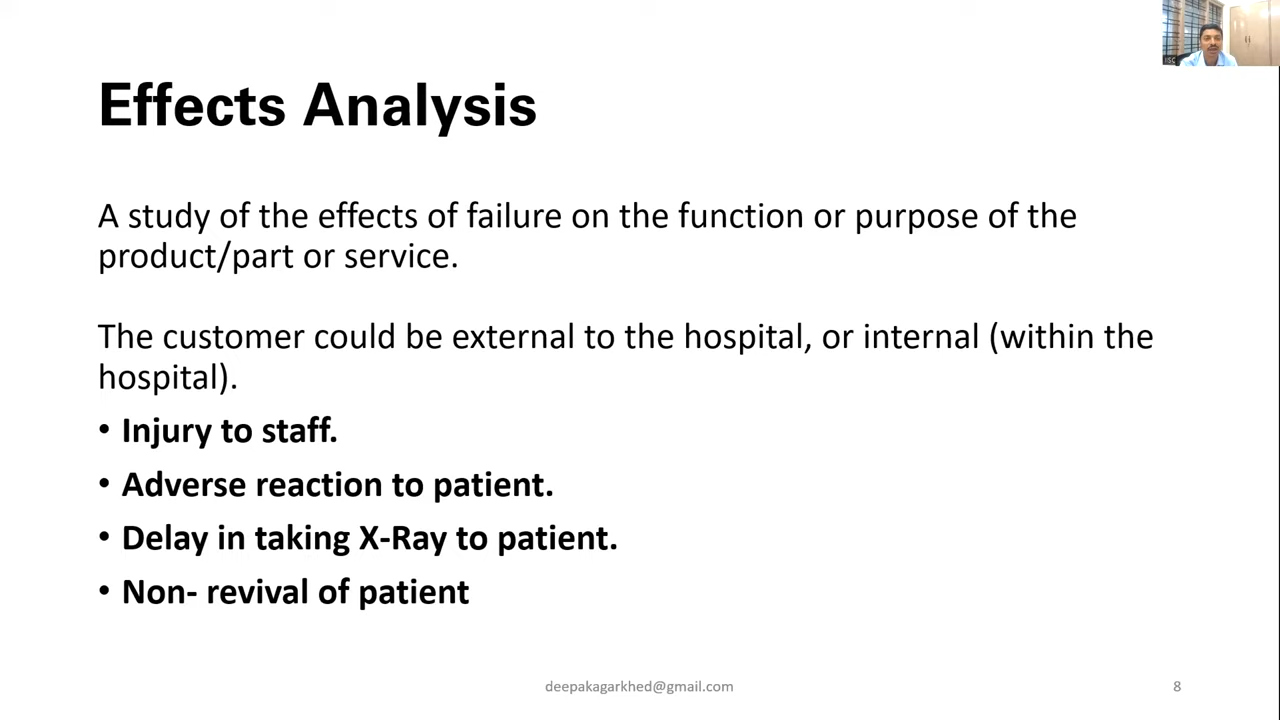 ISC
Effects Analysis
A study of the effects of failure on the function or purpose of the
product/part or service.
The customer could be external to the hospital, or internal (within the
hospital).
• Injury to staff.
• Adverse reaction to patient.
• Delay in taking X-Ray to patient.
• Non- revival of patient
deepakagarkhed@gmail.com
8